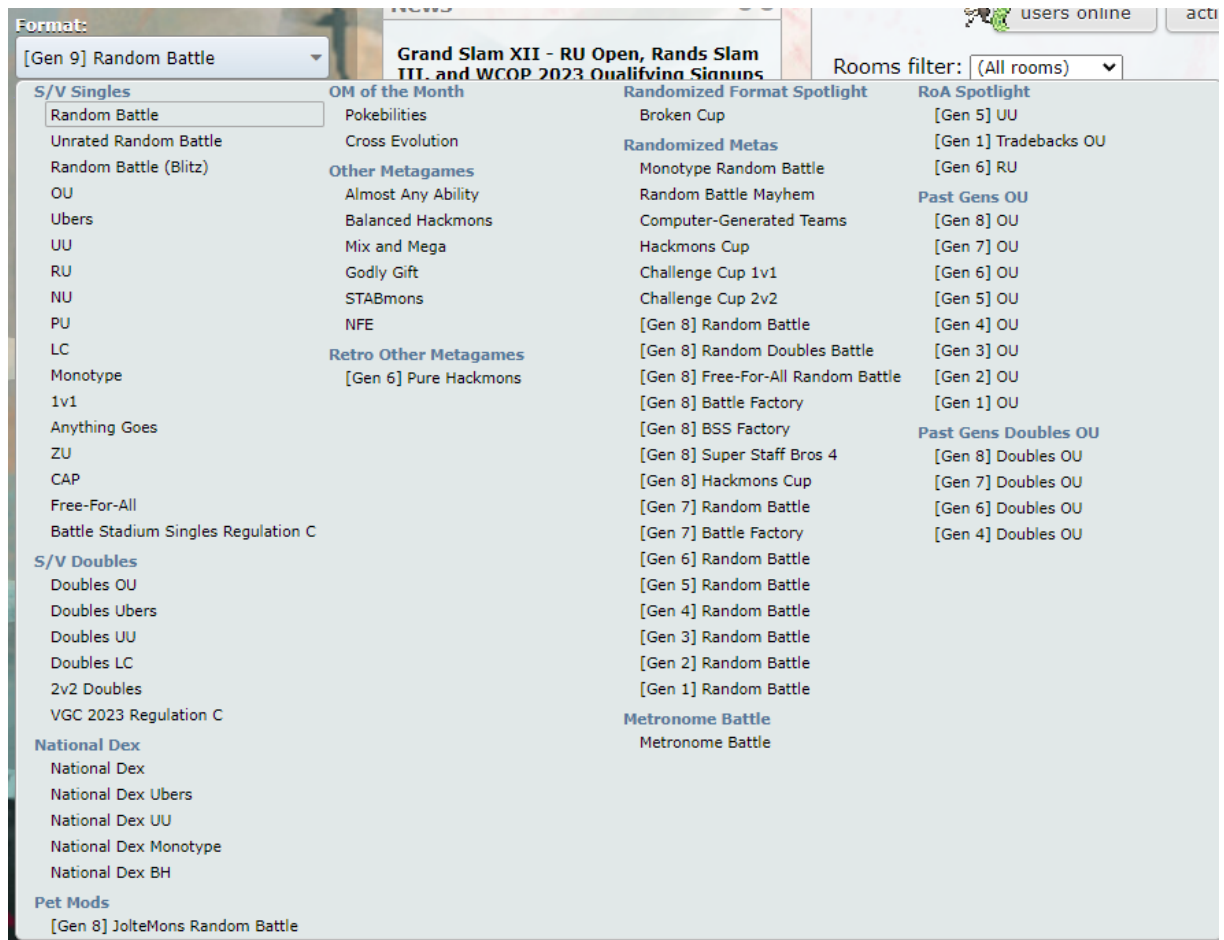 Format:
[Gen 9] Random Battle
News
Grand Slam XII - RU Open, Rands Slam
III, and WCOP 2023 Qualifying Signups
users online
Rooms filter: (All rooms)
S/V Singles
Random Battle
Unrated Random Battle
Random Battle (Blitz)
OU
Ubers
UU
RU
NU
PU
LC
Monotype
1v1
Anything Goes
ZU
CAP
Free-For-All
Battle Stadium Singles Regulation C
S/V Doubles
Doubles OU
Doubles Ubers
Doubles UU
Doubles LC
2v2 Doubles
VGC 2023 Regulation C
National Dex
National Dex
National Dex Ubers
National Dex UU
National Dex Monotype
National Dex BH
Pet Mods
[Gen 8] JolteMons Random Battle
OM of the Month
Pokebilities
Cross Evolution
Other Metagames
Almost Any Ability
Balanced Hackmons
Mix and Mega
Godly Gift
STABmons
NFE
Retro Other Metagames
[Gen 6] Pure Hackmons
Randomized Format Spotlight
Broken Cup
Randomized Metas
Monotype Random Battle
Random Battle Mayhem
Computer-Generated Teams
Hackmons Cup
Challenge Cup 1v1
Challenge Cup 2v2
[Gen 8] Random Battle
[Gen 8] Random Doubles Battle
[Gen 8] Free-For-All Random Battle
[Gen 8] Battle Factory
[Gen 8] BSS Factory
[Gen 8] Super Staff Bros 4
[Gen 8] Hackmons Cup
[Gen 7] Random Battle
[Gen 7] Battle Factory
[Gen 6] Random Battle
[Gen 5] Random Battle
[Gen 4] Random Battle
[Gen 3] Random Battle
[Gen 2] Random Battle
[Gen 1] Random Battle
Metronome Battle
Metronome Battle
RoA Spotlight
[Gen 5] UU
[Gen 1] Tradebacks OU
[Gen 6] RU
Past Gens OU
[Gen 8] OU
[Gen 7] OU
[Gen 6] OU
[Gen 5] OU
[Gen 4] OU
[Gen 3] OU
[Gen 2] OU
[Gen 1] OU
Past Gens Doubles OU
[Gen 8] Doubles OU
[Gen 7] Doubles OU
[Gen 6] Doubles OU
[Gen 4] Doubles OU